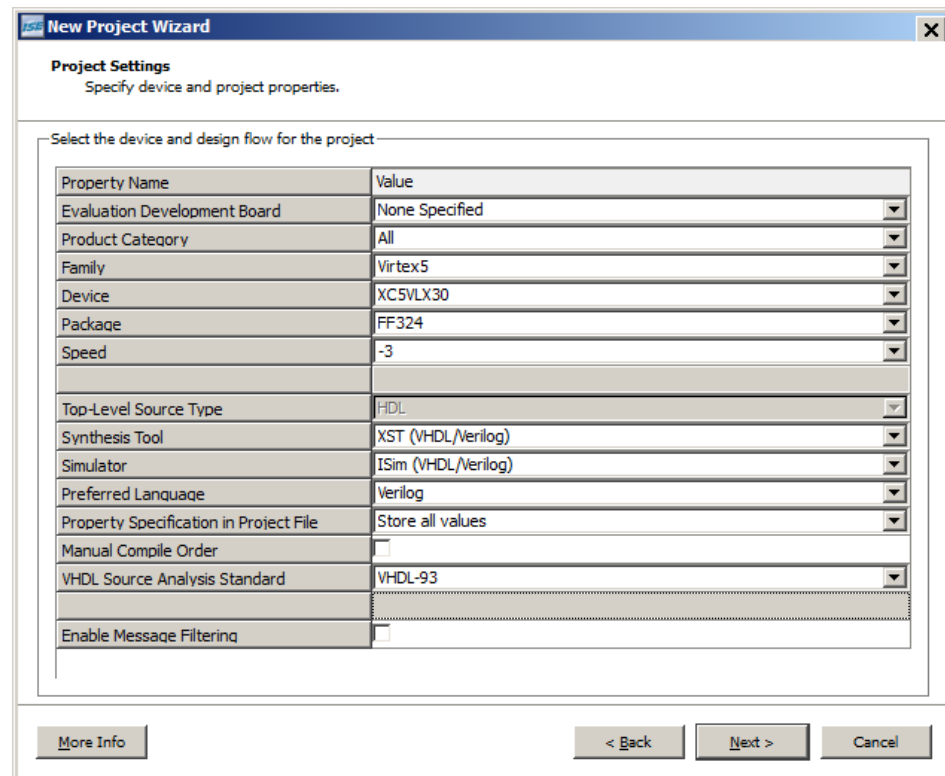 ISE New Project Wizard
Project Settings
Specify device and project properties.
Select the device and design flow for the project
Property Name Value
Evaluation Development Board None Specified
Product Category All
Family Virtex5
Device XC5VLX30
Package FF324
Speed -3
Top-Level Source Type HDL
Synthesis Tool XST (VHDL/Verilog)
Simulator ISim (VHDL/Verilog)
Preferred Language Verilog
Property Specification in Project File Store all values
Manual Compile Order
VHDL Source Analysis Standard VHDL-93
Enable Message Filtering
More Info < Back Next > Cancel